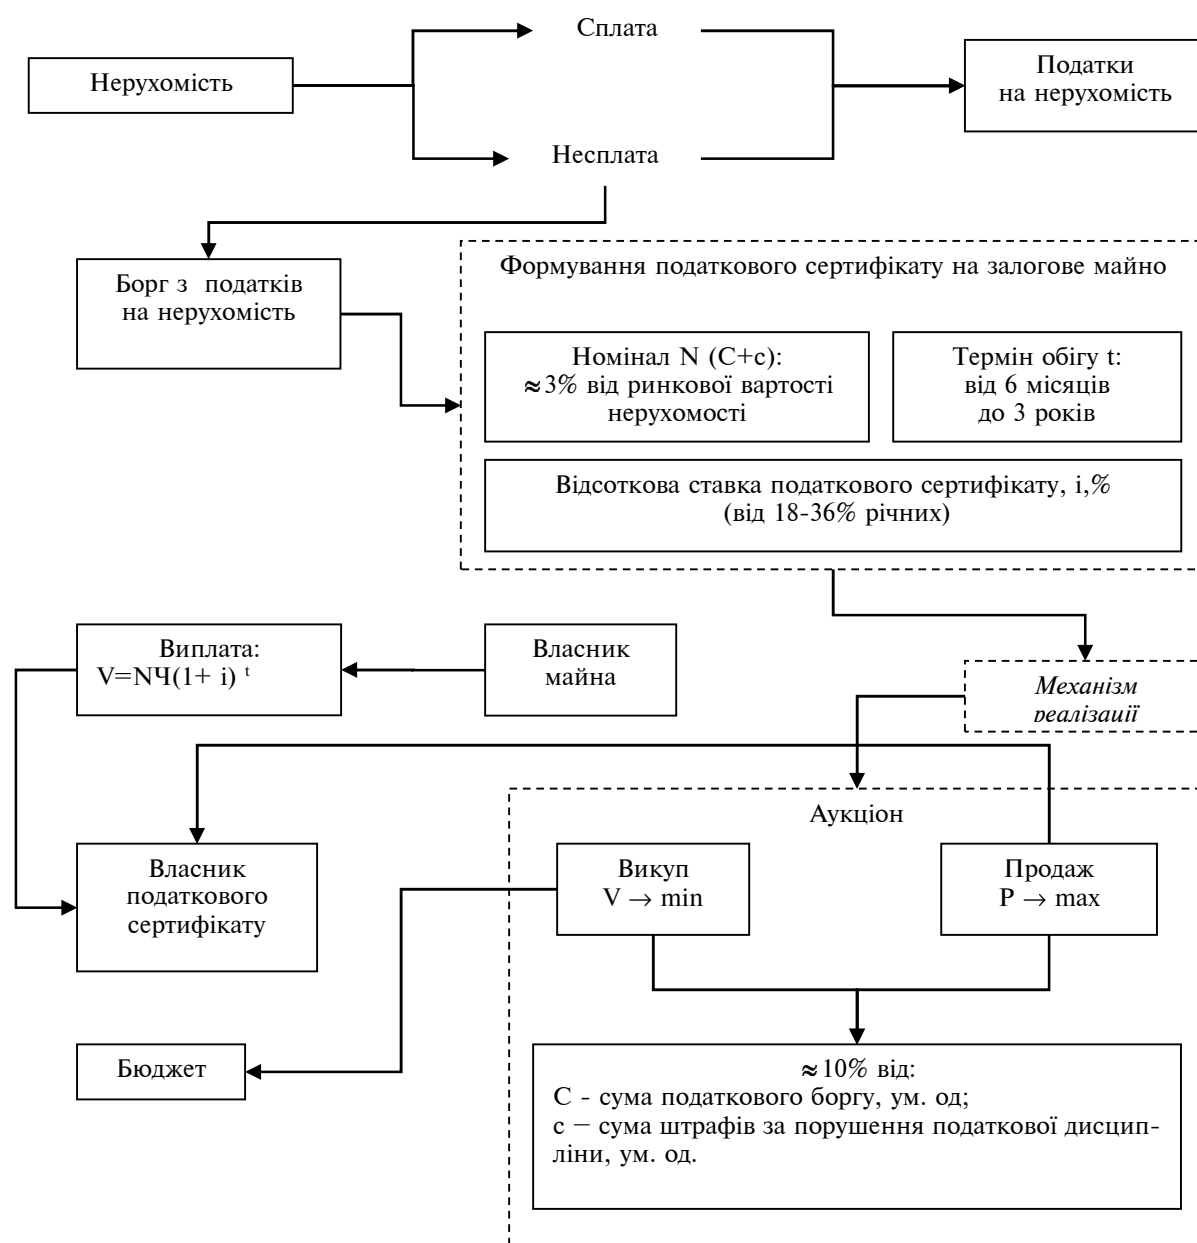 Сплата
Нерухомість
Податки
на нерухомість
Несплата
Борг з податків
на нерухомість
Формування податкового сертифікату на залогове майно
Номінал N (C+c):
≈3% від ринкової вартості
нерухомості
Термін обігу t:
від 6 місяців
до 3 років
Відсоткова ставка податкового сертифікату, i,%
(від 18-36% річних)
Виплата:
V=NЧ(1+ i) ᵗ
Власник
майна
Механізм
реалізації
Аукціон
Власник
податкового
сертифікату
Викуп
V → min
Продаж
P → max
Бюджет
≈10% від:
С - сума податкового боргу, ум. од;
с – сума штрафів за порушення податкової дисцип-
ліни, ум. од.